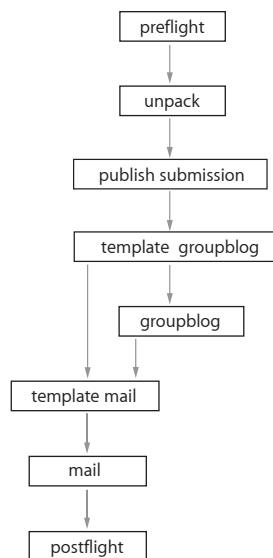 preflight
unpack
publish submission
template groupblog
groupblog
template mail
mail
postflight